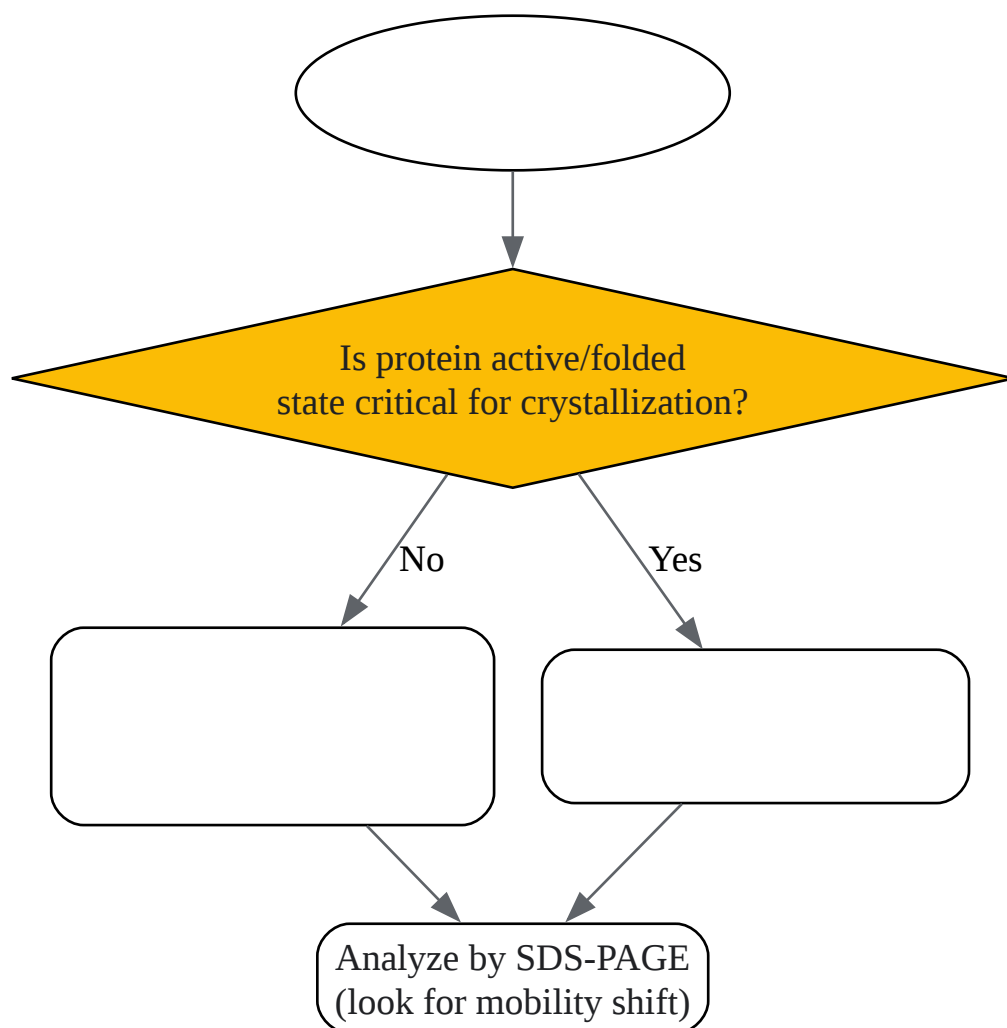 Is protein active/folded
state critical for crystallization?
No
Yes
Analyze by SDS-PAGE
(look for mobility shift)